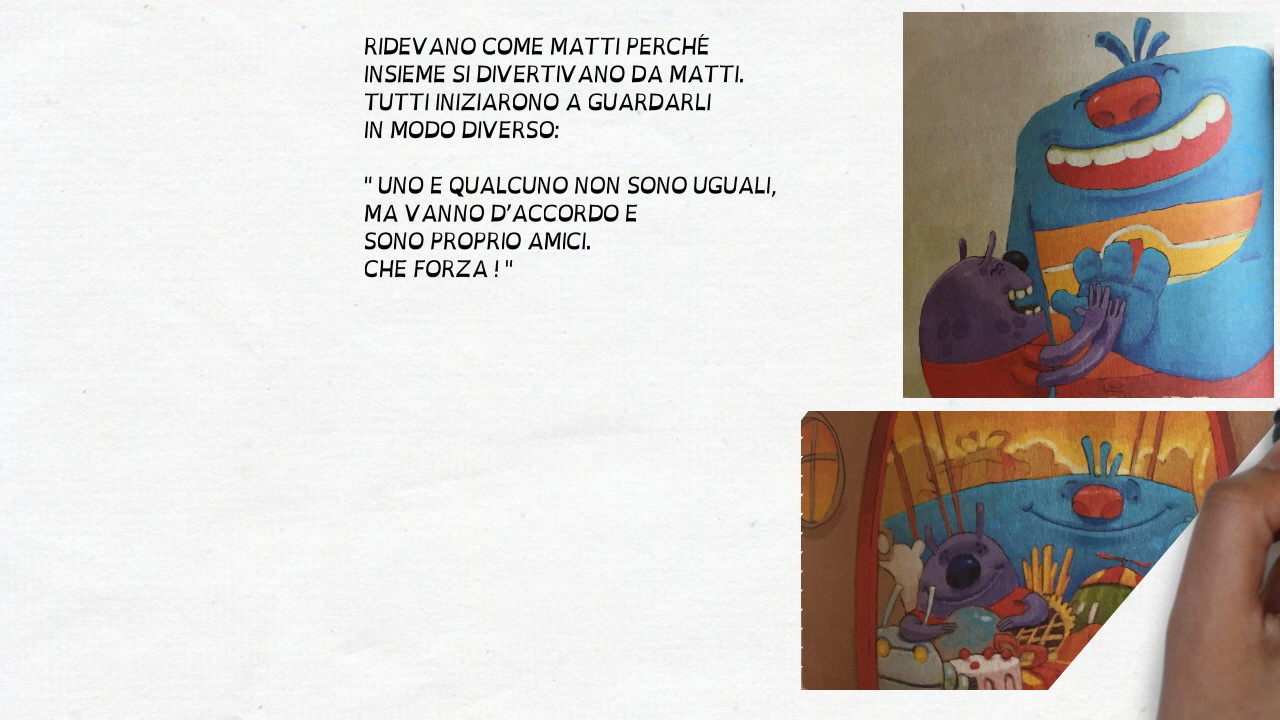 RIDEVANO COME MATTI PERCHÉ
INSIEME SI DIVERTIVANO DA MATTI.
TUTTI INIZIARONO A GUARDARLI
IN MODO DIVERSO:
" UNO E QUALCUNO NON SONO UGUALI,
MA VANNO D’ACCORDO E
SONO PROPRIO AMICI.
CHE FORZA ! "